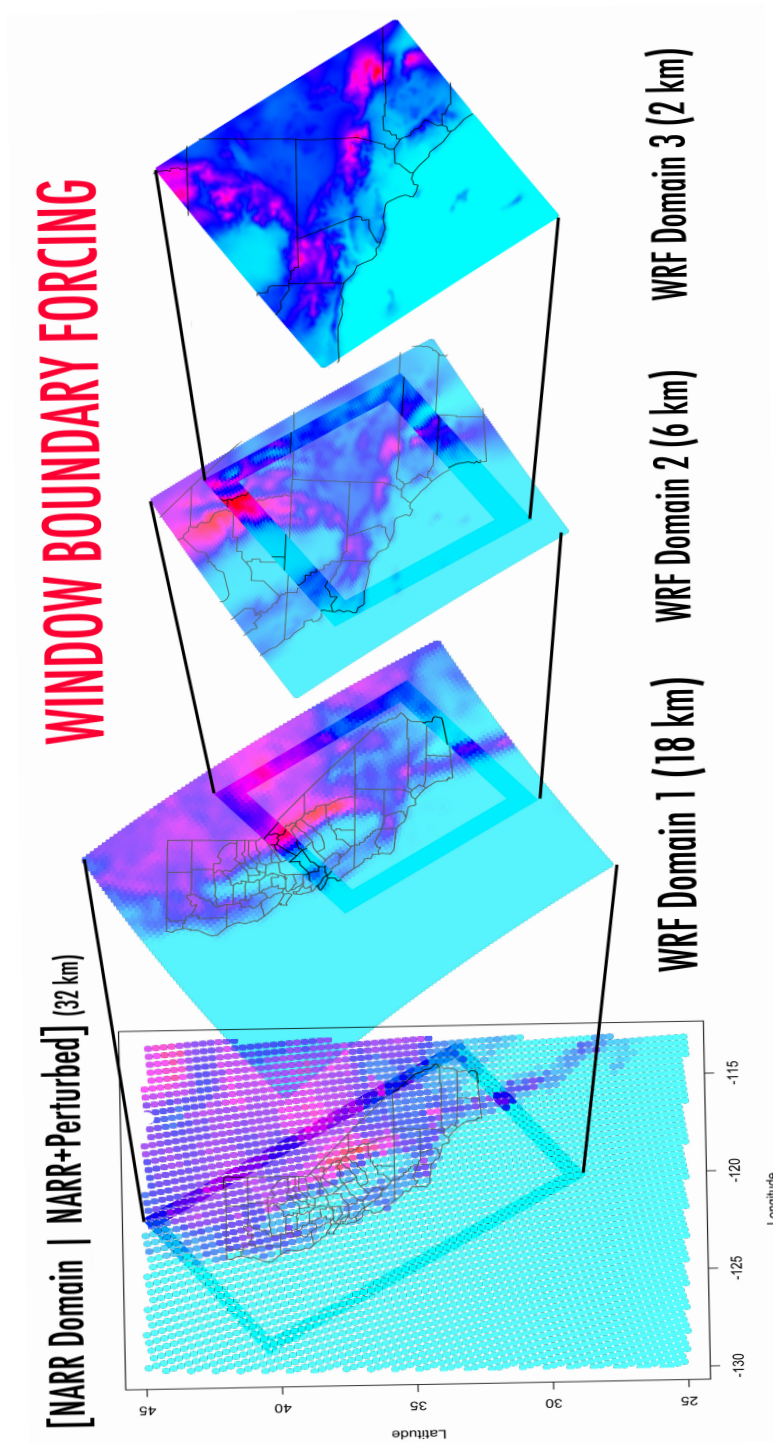 WINDOW BOUNDARY FORCING
[NARR Domain | NARR+Perturbed] (32 km)
WRF Domain 1 (18 km)
WRF Domain 2 (6 km)
WRF Domain 3 (2 km)
Latitude
45
40
35
30
25
-130
-125
-120
-115
Longitude